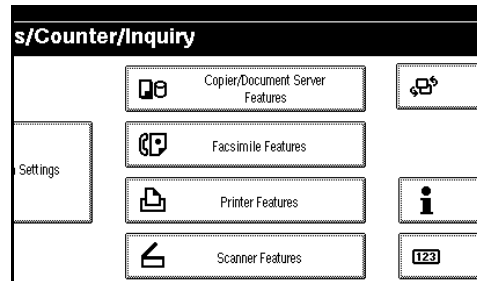 s/Counter/Inquiry
Copier/Document Server
Features
Facsimile Features
Settings
Printer Features
Scanner Features
123